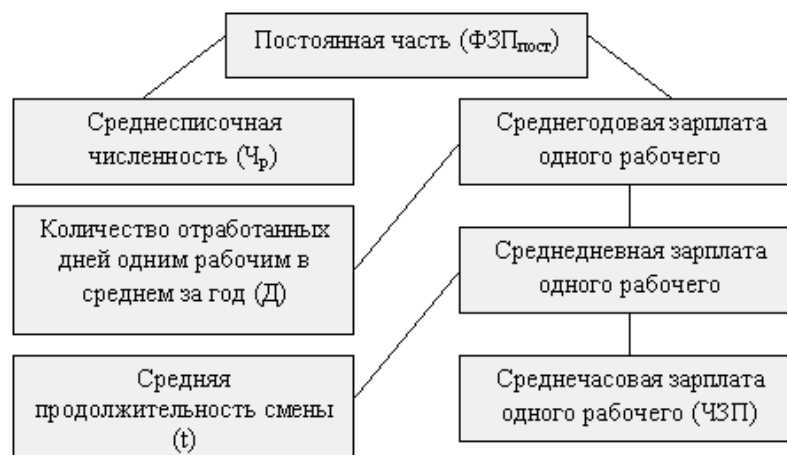 Постоянная часть (ФЗПпост)
Среднесписочная
численность (Чр)
Среднегодовая зарплата
одного рабочего
Количество отработанных
дней одним рабочим в
среднем за год (Д)
Среднедневная зарплата
одного рабочего
Средняя
продолжительность смены
(t)
Среднечасовая зарплата
одного рабочего (ЧЗП)